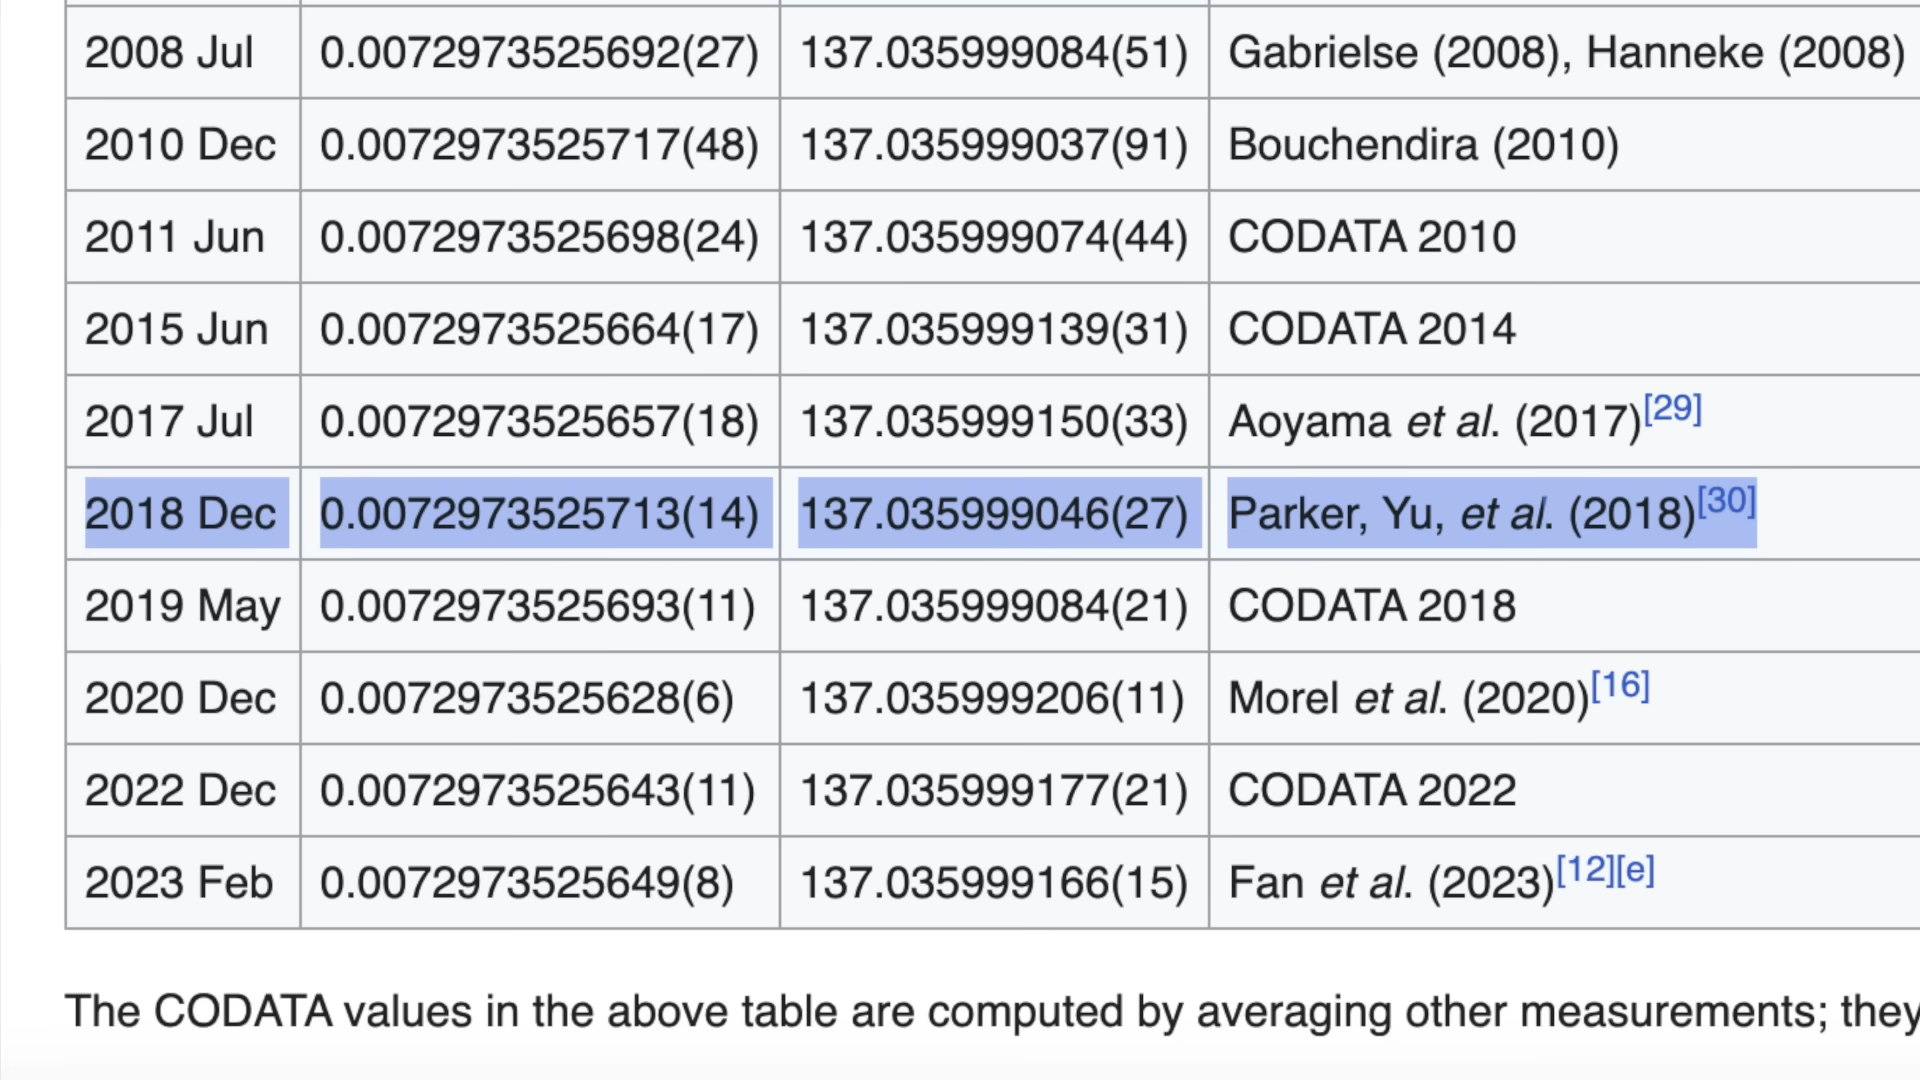 2008 Jul 0.0072973525692(27) 137.035999084(51) Gabrielse (2008), Hanneke (2008)
2010 Dec 0.0072973525717(48) 137.035999037(91) Bouchendira (2010)
2011 Jun 0.0072973525698(24) 137.035999074(44) CODATA 2010
2015 Jun 0.0072973525664(17) 137.035999139(31) CODATA 2014
2017 Jul 0.0072973525657(18) 137.035999150(33) Aoyama et al. (2017)[29]
2018 Dec 0.0072973525713(14) 137.035999046(27) Parker, Yu, et al. (2018)[30]
2019 May 0.0072973525693(11) 137.035999084(21) CODATA 2018
2020 Dec 0.0072973525628(6) 137.035999206(11) Morel et al. (2020)[16]
2022 Dec 0.0072973525643(11) 137.035999177(21) CODATA 2022
2023 Feb 0.0072973525649(8) 137.035999166(15) Fan et al. (2023)[12][e]
The CODATA values in the above table are computed by averaging other measurements; they